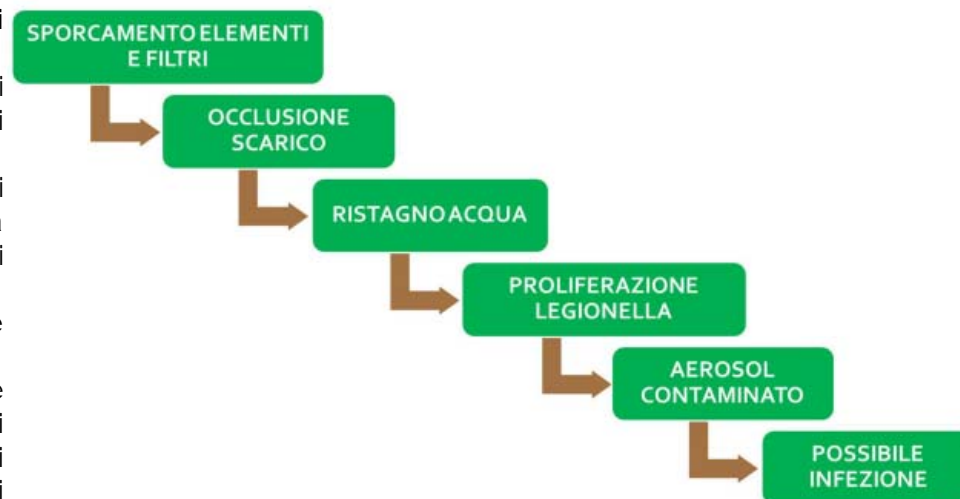 SPORCAMENTO ELEMENTI
E FILTRI
OCCLUSIONE
SCARICO
RISTAGNO ACQUA
PROLIFERAZIONE
LEGIONELLA
AEROSOL
CONTAMINATO
POSSIBILE
INFEZIONE